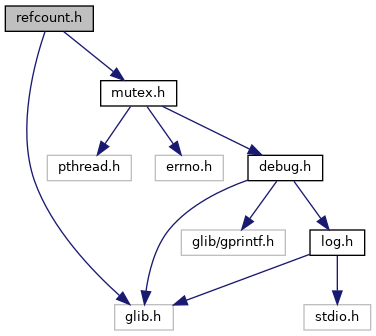 refcount.h
mutex.h
pthread.h
errno.h
debug.h
glib/gprintf.h
log.h
glib.h
stdio.h